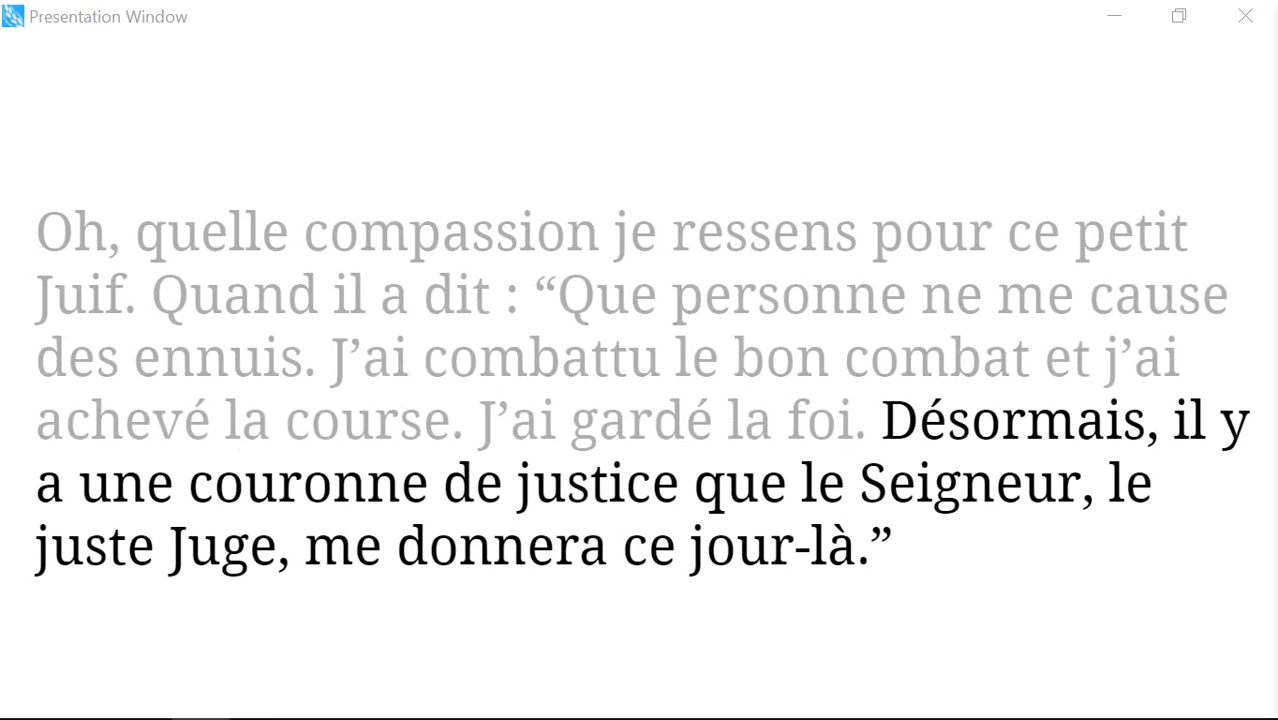 Presentation Window
Oh, quelle compassion je ressens pour ce petit
Juif. Quand il a dit : “Que personne ne me cause
des ennuis. J’ai combattu le bon combat et j’ai
achevé la course. J’ai gardé la foi. Désormais, il y
a une couronne de justice que le Seigneur, le
juste Juge, me donnera ce jour-là.”